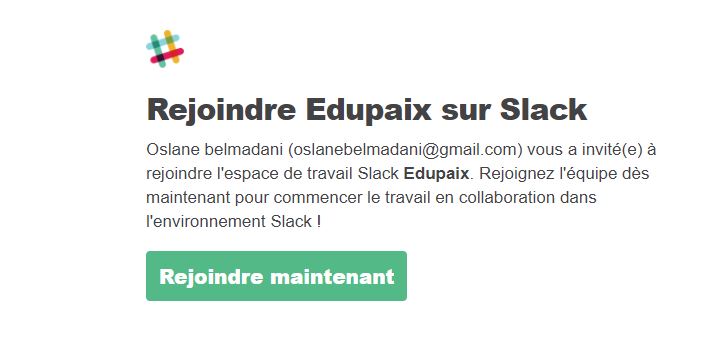 Rejoindre Edupaix sur Slack
Oslane belmadani (oslanebelmadani@gmail.com) vous a invité(e) à
rejoindre l'espace de travail Slack Edupaix. Rejoignez l'équipe dès
maintenant pour commencer le travail en collaboration dans
l'environnement Slack !
Rejoindre maintenant